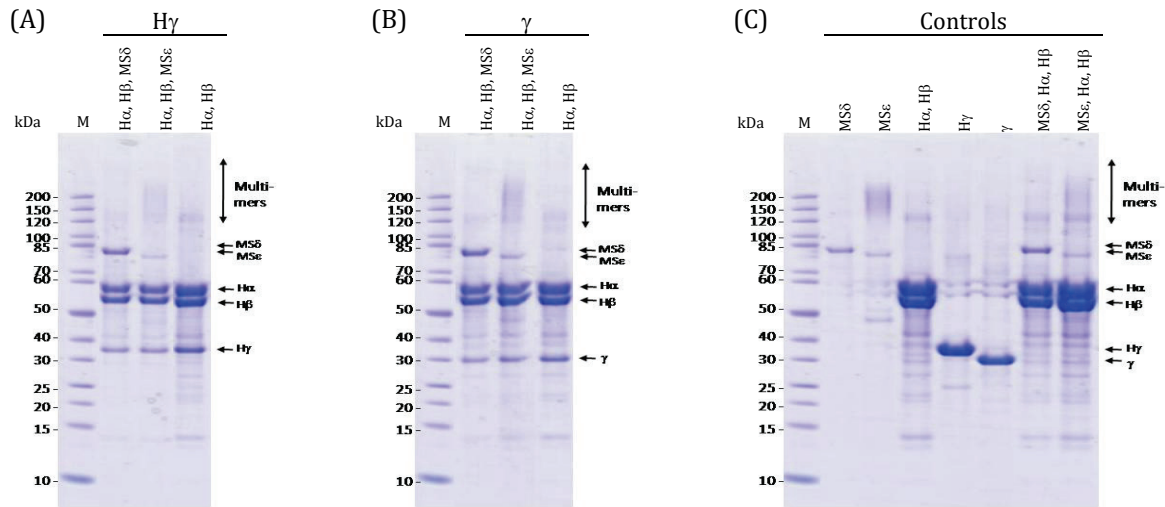 (A)
Hγ
Hα, Hβ, MSδ
Hα, Hβ, MSε
Hα, Hβ
kDa
M
200
150
120
100
85
70
60
50
40
30
25
20
15
10
Multi-
mers
MSδ
MSε
Hα
Hβ
Hγ
(B)
γ
Hα, Hβ, MSδ
Hα, Hβ, MSε
Hα, Hβ
kDa
M
200
150
120
100
85
70
60
50
40
30
25
20
15
10
Multi-
mers
MSδ
MSε
Hα
Hβ
γ
(C)
Controls
MSδ
MSε
Hα, Hβ
Hγ
γ
MSδ, Hα, Hβ
MSε, Hα, Hβ
kDa
M
200
150
120
100
85
70
60
50
40
30
25
20
15
10
Multi-
mers
MSδ
MSε
Hα
Hβ
Hγ
γ